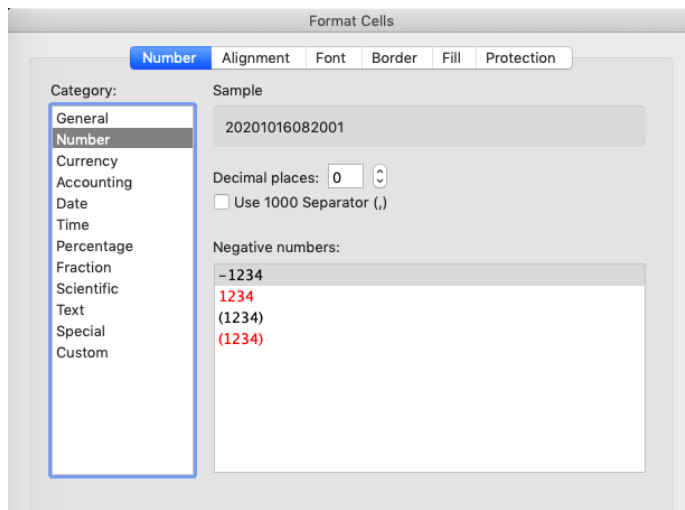 Format Cells
Number Alignment Font Border Fill Protection
Category:
General
Number
Currency
Accounting
Date
Time
Percentage
Fraction
Scientific
Text
Special
Custom
Sample
20201016082001
Decimal places: 0
Use 1000 Separator (,)
Negative numbers:
-1234
1234
(1234)
(1234)